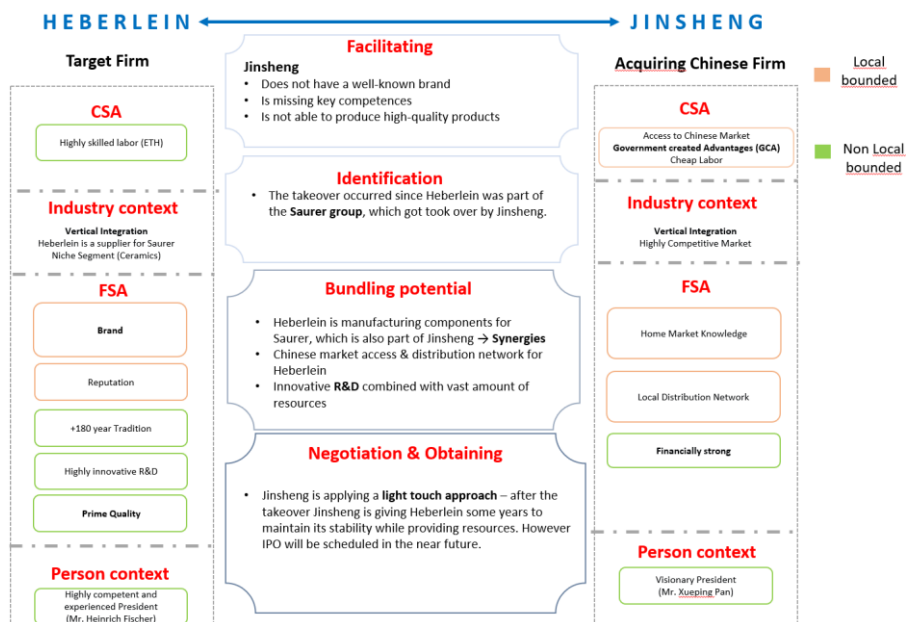 HEBERLEIN
JINSHENG
Target Firm
CSA
Highly skilled labor (ETH)
Industry context
Vertical Integration
Heberlein is a supplier for Saurer
Niche Segment (Ceramics)
FSA
Brand
Reputation
+180 year Tradition
Highly innovative R&D
Prime Quality
Person context
Highly competent and
experienced President
(Mr. Heinrich Fischer)
Facilitating
Jinsheng
• Does not have a well-known brand
• Is missing key competences
• Is not able to produce high-quality products
Identification
• The takeover occurred since Heberlein was part of
the Saurer group, which got took over by Jinsheng.
Bundling potential
• Heberlein is manufacturing components for
Saurer, which is also part of Jinsheng → Synergies
• Chinese market access & distribution network for
Heberlein
• Innovative R&D combined with vast amount of
resources
Negotiation & Obtaining
• Jinsheng is applying a light touch approach – after the
takeover Jinsheng is giving Heberlein some years to
maintain its stability while providing resources. However
IPO will be scheduled in the near future.
Acquiring Chinese Firm
CSA
Access to Chinese Market
Government created Advantages (GCA)
Cheap Labor
Industry context
Vertical Integration
Highly Competitive Market
FSA
Home Market Knowledge
Local Distribution Network
Financially strong
Person context
Visionary President
(Mr. Xueping Pan)
Local
bounded
Non Local
bounded